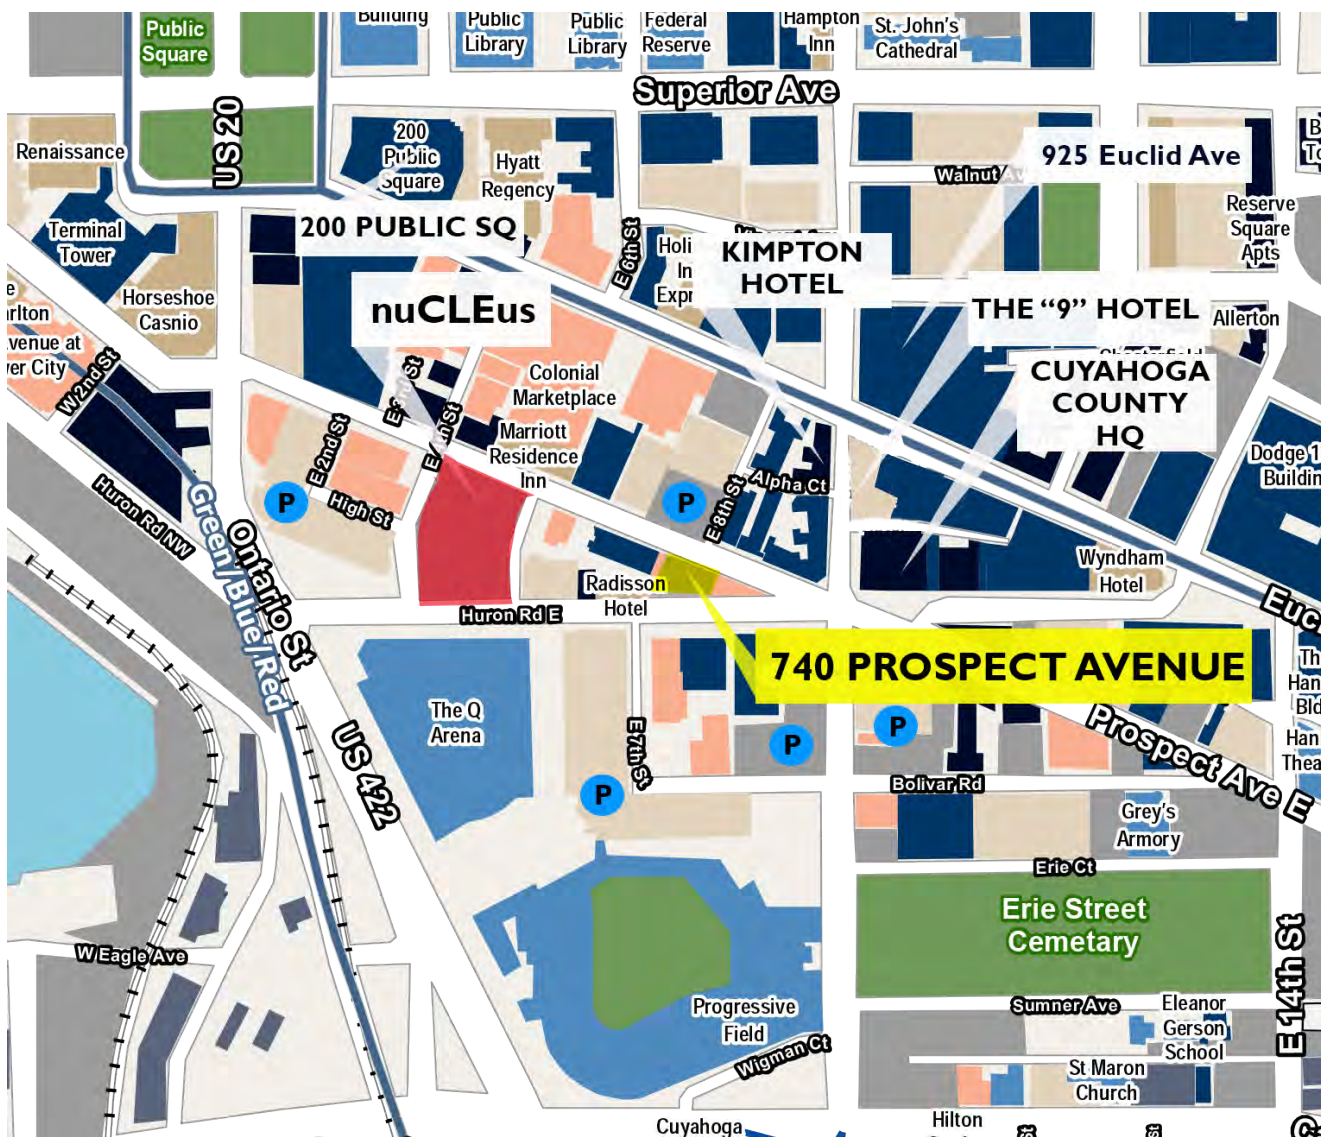 Public
Square
Building
Public
Library
Public
Library
Federal
Reserve
Hampton
Inn
St. John's
Cathedral
Superior Ave
US 20
Renaissance
200
Public
Square
Hyatt
Regency
925 Euclid Ave
Walnut
Terminal
Tower
200 PUBLIC SQ
E 6th St
KIMPTON
HOTEL
Reserve
Square
Apts
Horseshoe
Casnio
nuCLEus
THE "9" HOTEL
Allerton
venue at
er City
W 2nd St
Colonial
Marketplace
CUYAHOGA
COUNTY
HQ
Marriott
Residence
Inn
E 2nd St
High St
P
P
E 8th St
Alpha Ct
Dodge
Huron Rd NW
Green/Blue/Red
Ontario St
Radisson
Hotel
Wyndham
Hotel
Huron Rd E
740 PROSPECT AVENUE
The Q
Arena
E 7th St
P
P
P
US 422
Prospect Ave E
Bolivar Rd
Grey's
Armory
Erie Ct
Erie Street
Cemetary
E 14th St
W Eagle Ave
Progressive
Field
Wigman Ct
Sumner Ave
Eleanor
Gerson
School
St Maron
Church
Hilton
Cuyahoga